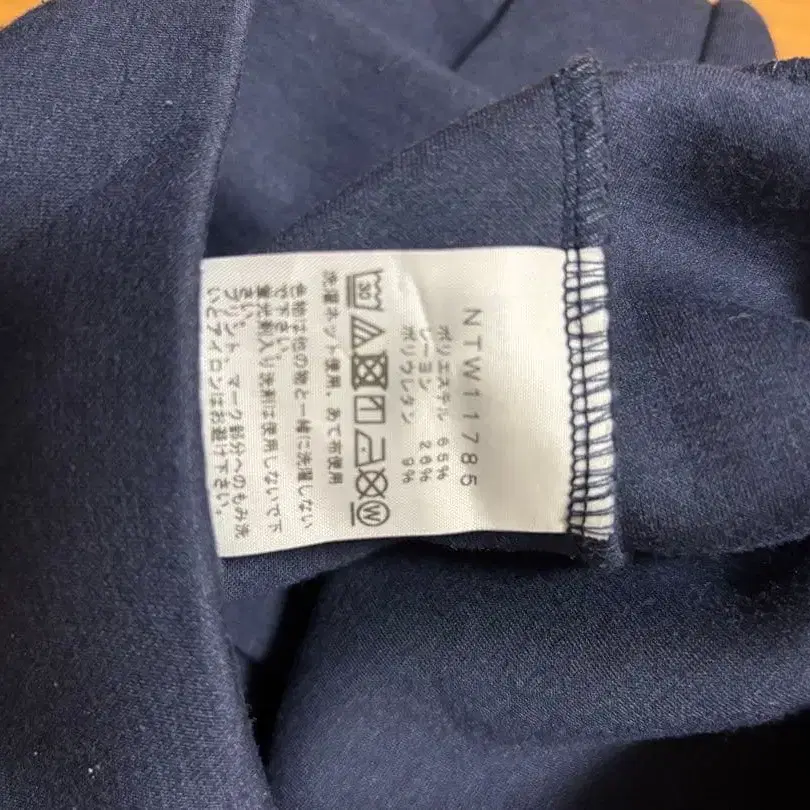 NTW11785
ポリエステル 65%
レーヨン 26%
ポリウレタン 9%
30
W
洗濯ネット使用、あて布使用
色物は他の物と一緒に洗濯しない
で下さい。
蛍光剤入り洗剤は使用しないで下
さい。
プリント、マーク部分へのもみ洗
いとアイロンはお避け下さい。